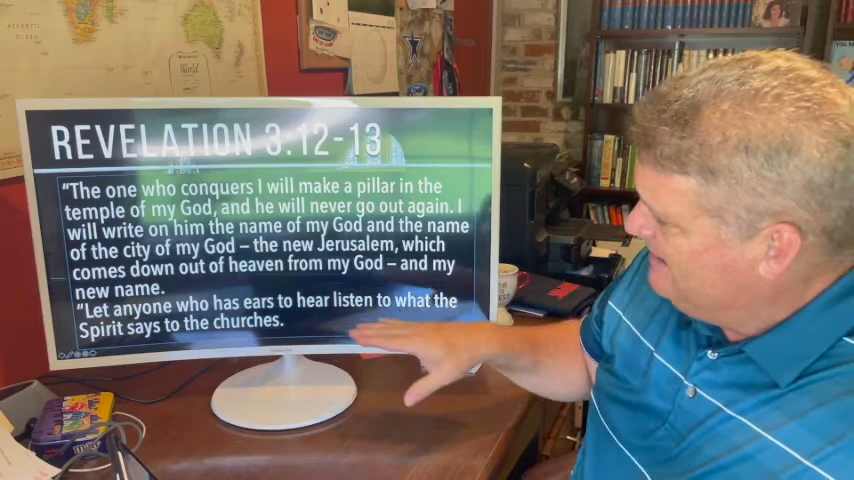 ATLANTIC
OCEAN
World
REVELATION 3:12-13
"The one who conquers I will make a pillar in the
temple of my God, and he will never go out again. I
will write on him the name of my God and the name
of the city of my God – the new Jerusalem, which
comes down out of heaven from my God – and my
new name.
"Let anyone who has ears to hear listen to what the
Spirit says to the churches.